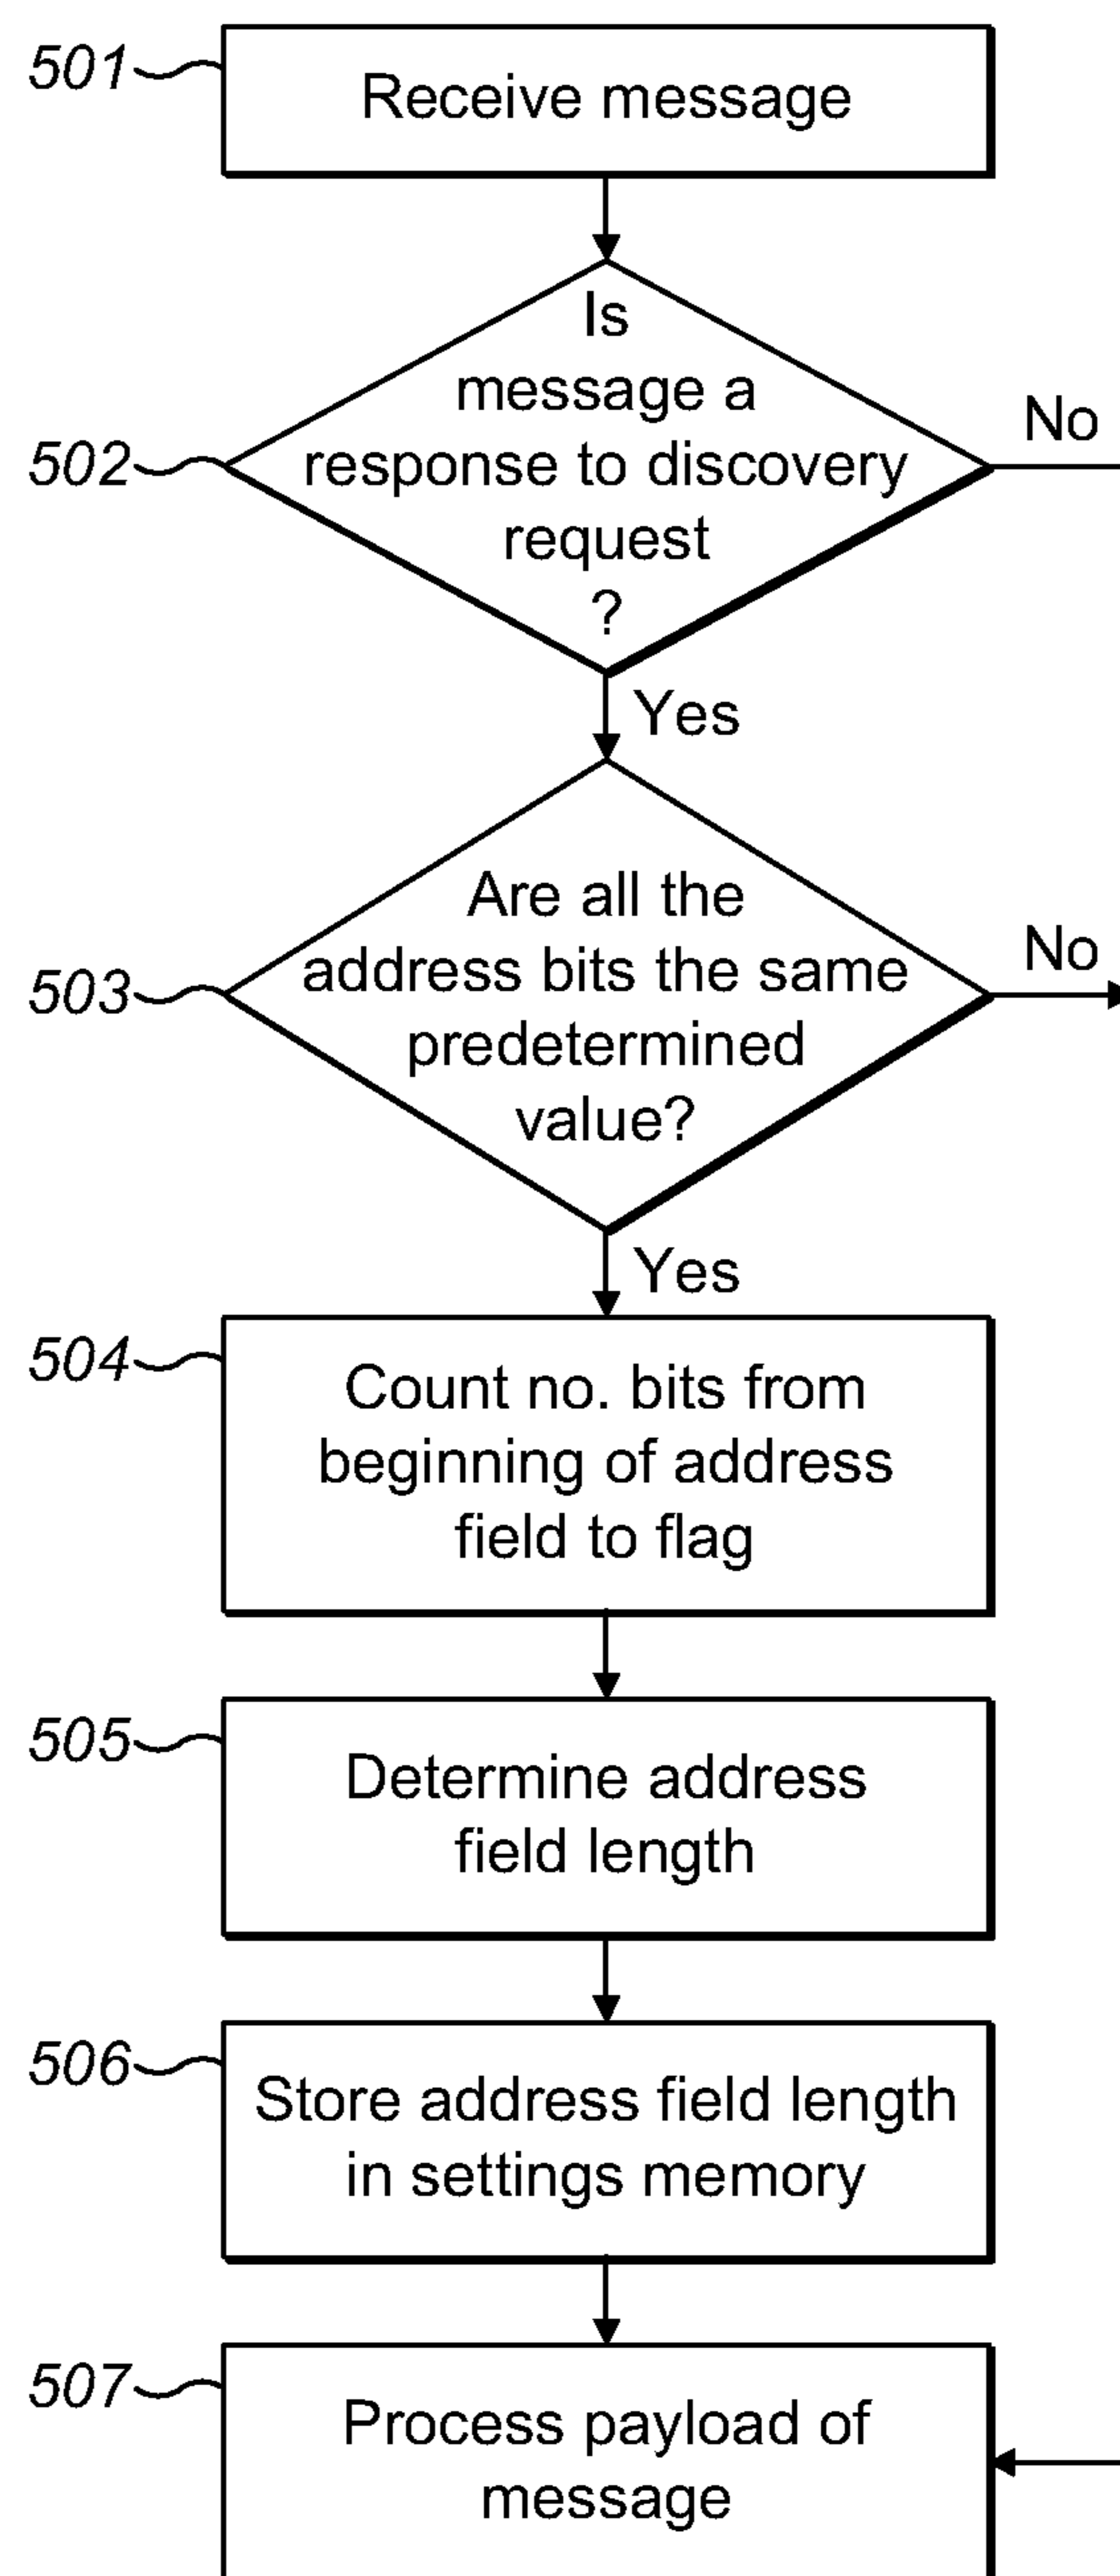 501
Receive message
Is
message a
502
response to discovery
No
request
?
Yes
Are all the
address bits the same
No
503
predetermined
value?
Yes
504
Count no. bits from
beginning of address
field to flag
505
Determine address
field length
506
Store address field length
in settings memory
507
Process payload of
message